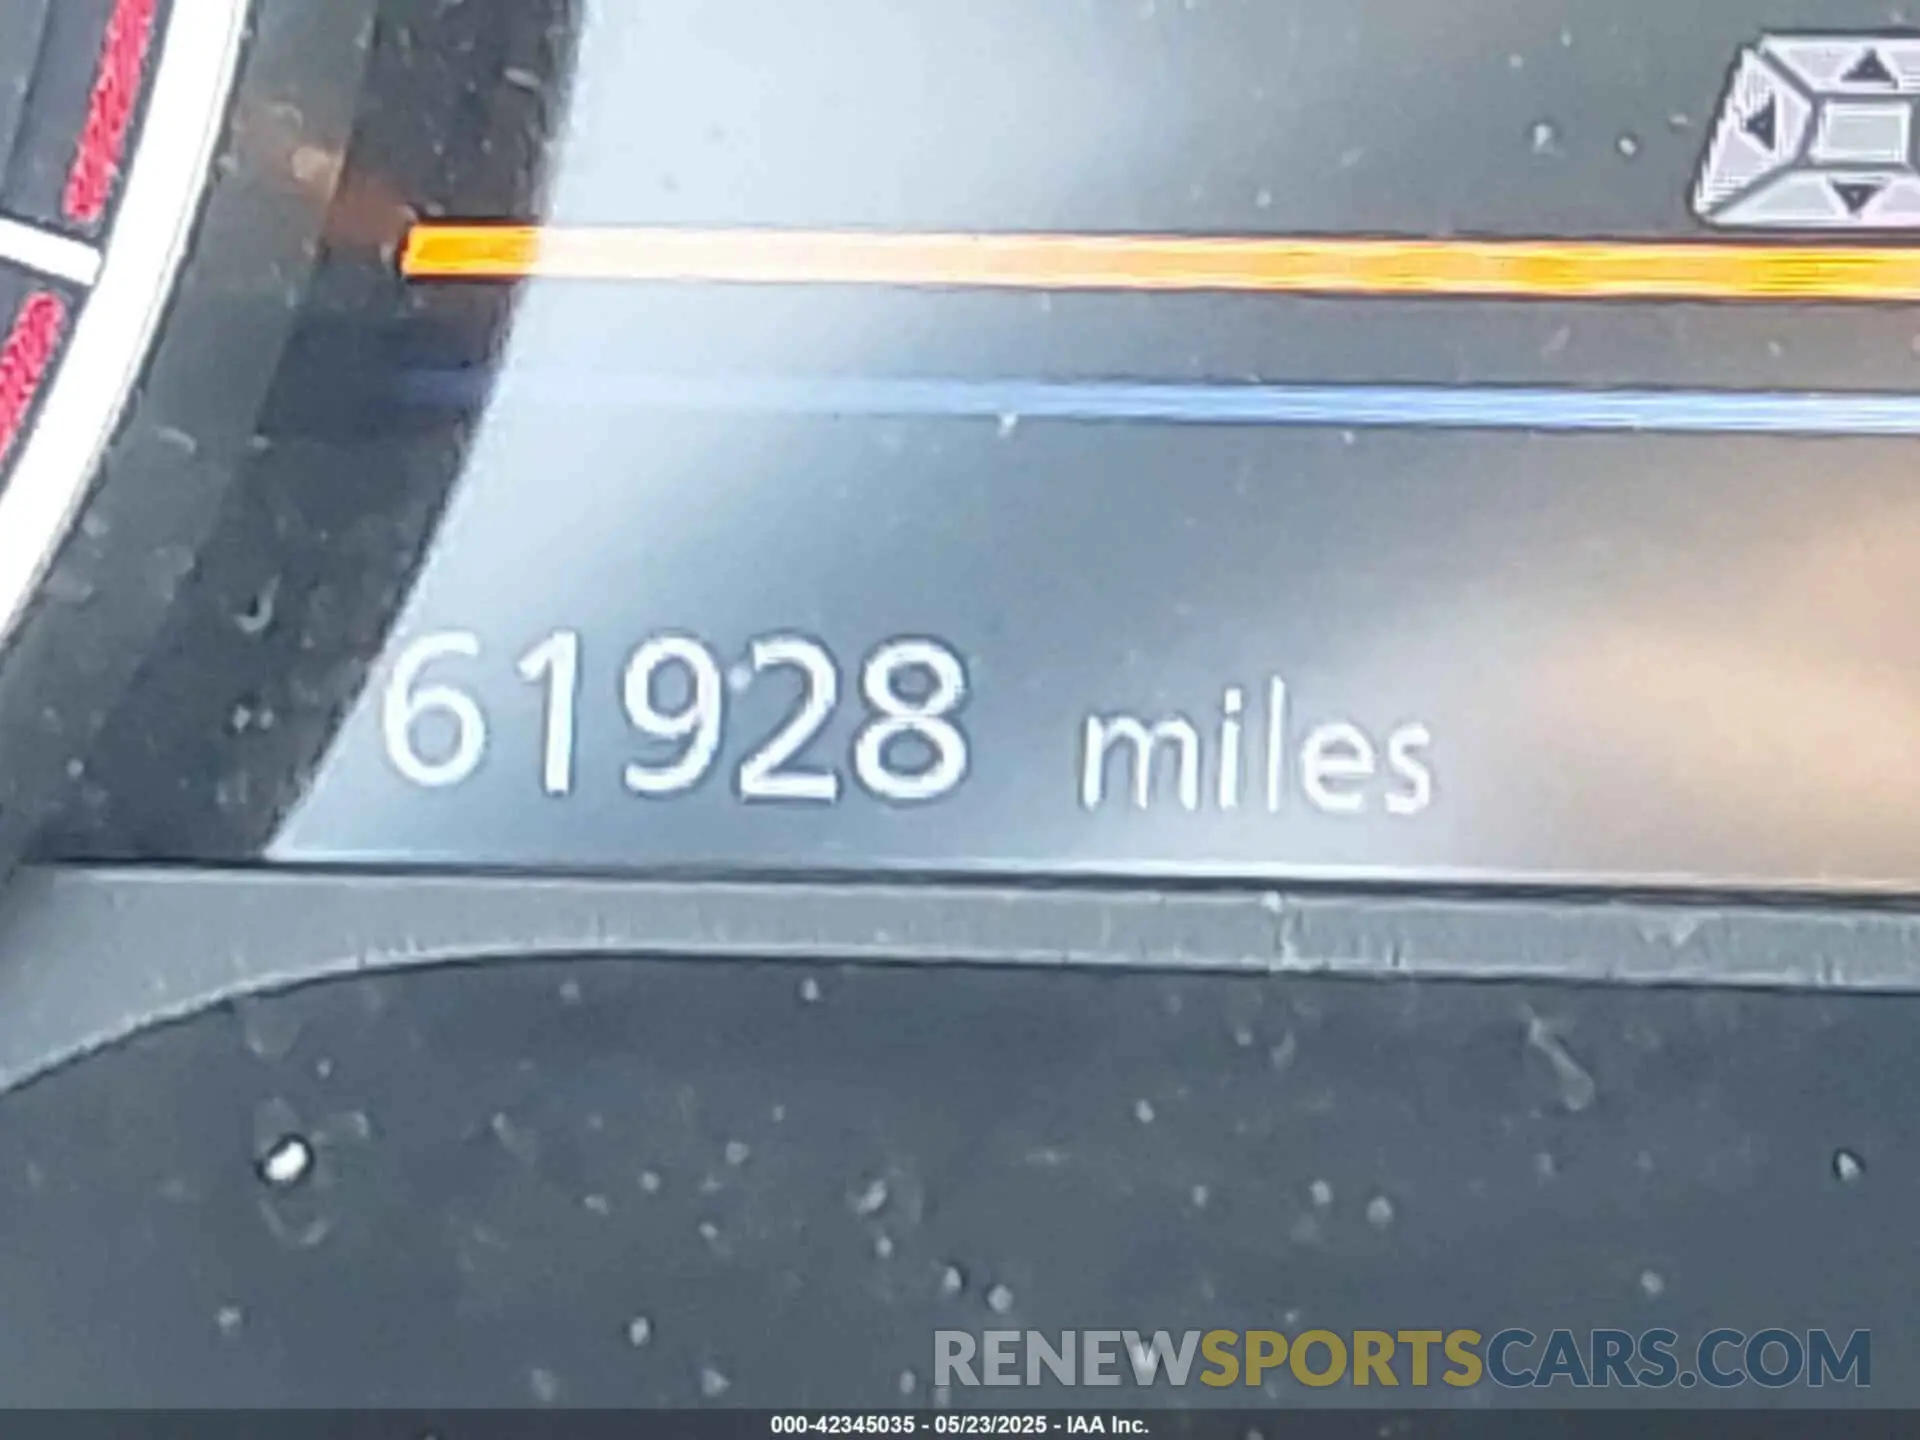 61928 miles
RENEWSPORTSCARS.COM
000-42345035 - 05/23/2025 - IAA Inc.